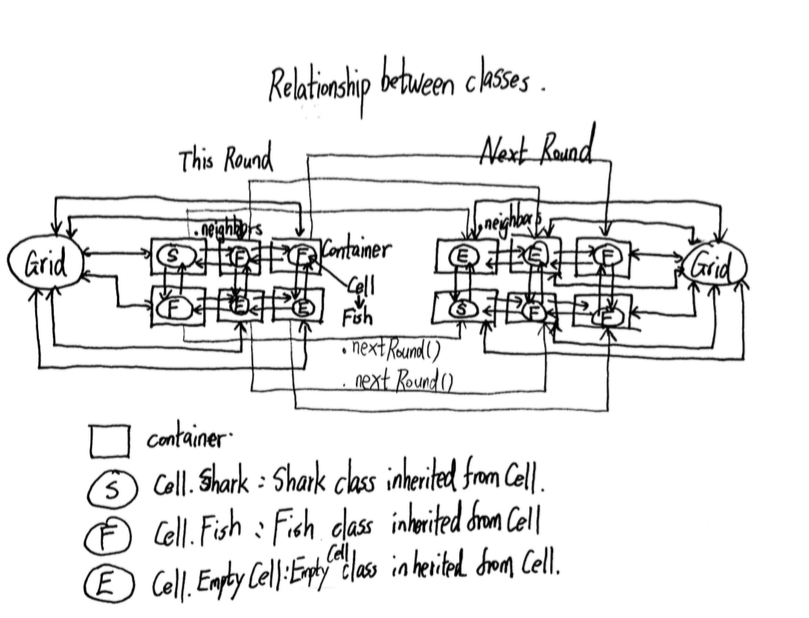 Relationship between classes.
This Round
Next Round
.neighbors
.neighbors
Grid
S
F
F
Container
Cell
Fish
F
E
E
E
E
F
S
F
F
Grid
.nextRound()
.nextRound()
container.
S Cell.Shark : Shark class inherited from Cell.
F Cell.Fish : Fish class inherited from Cell
E Cell.EmptyCell:Empty Cell class inherited from Cell.